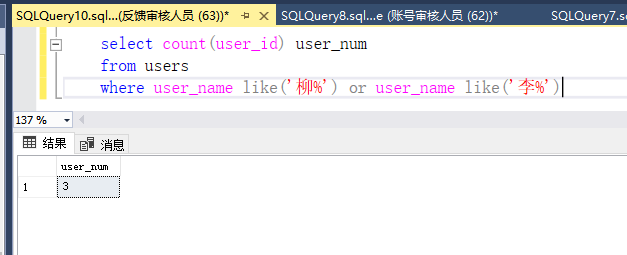 SQLQuery10.sql...(反馈审核人员 (63))*
SQLQuery8.sql...e (账号审核人员 (62))*
SQLQuery7.s
select count(user_id) user_num
from users
where user_name like('柳%') or user_name like('李%')
137 %
结果
消息
user_num
1
3